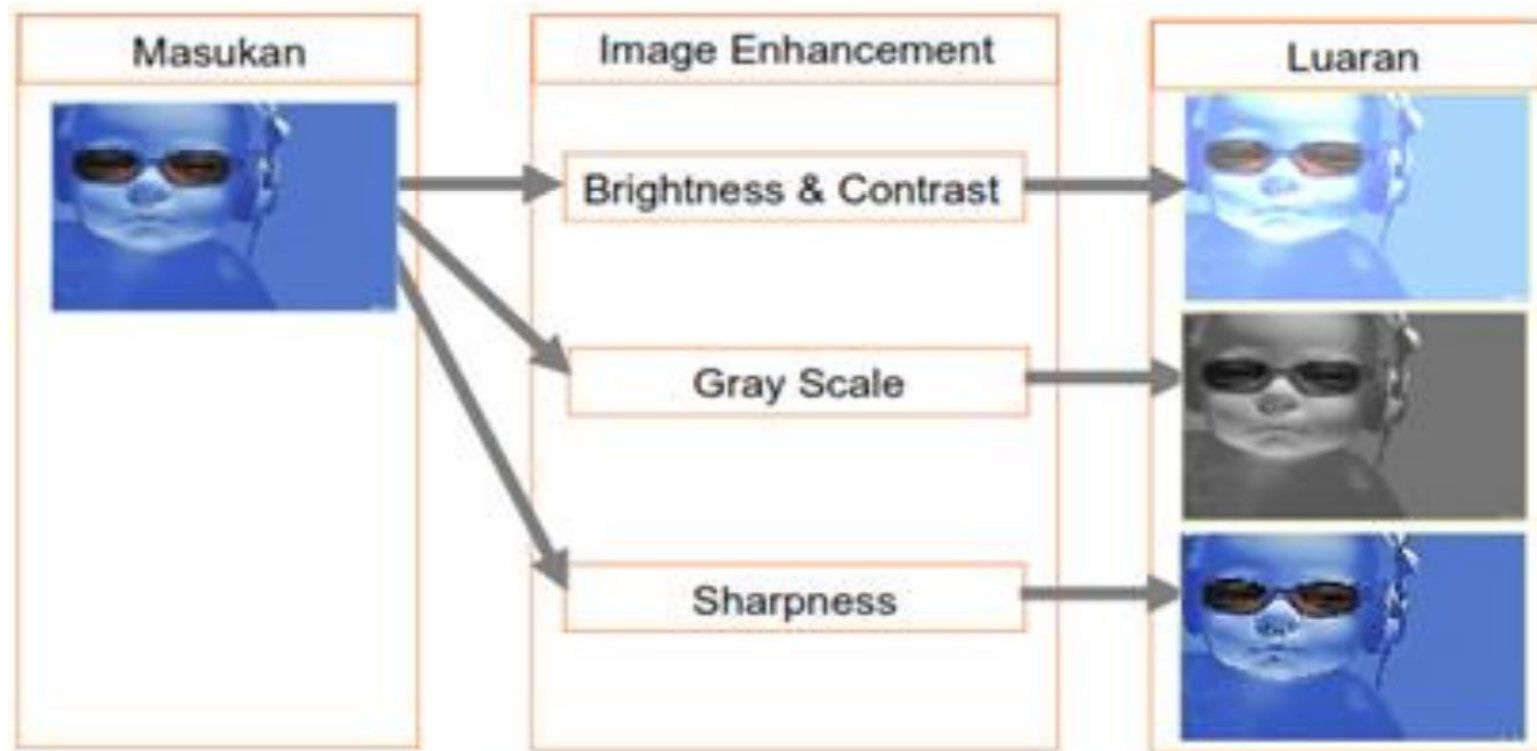 Masukan
Image Enhancement
Luaran
Brightness & Contrast
Gray Scale
Sharpness